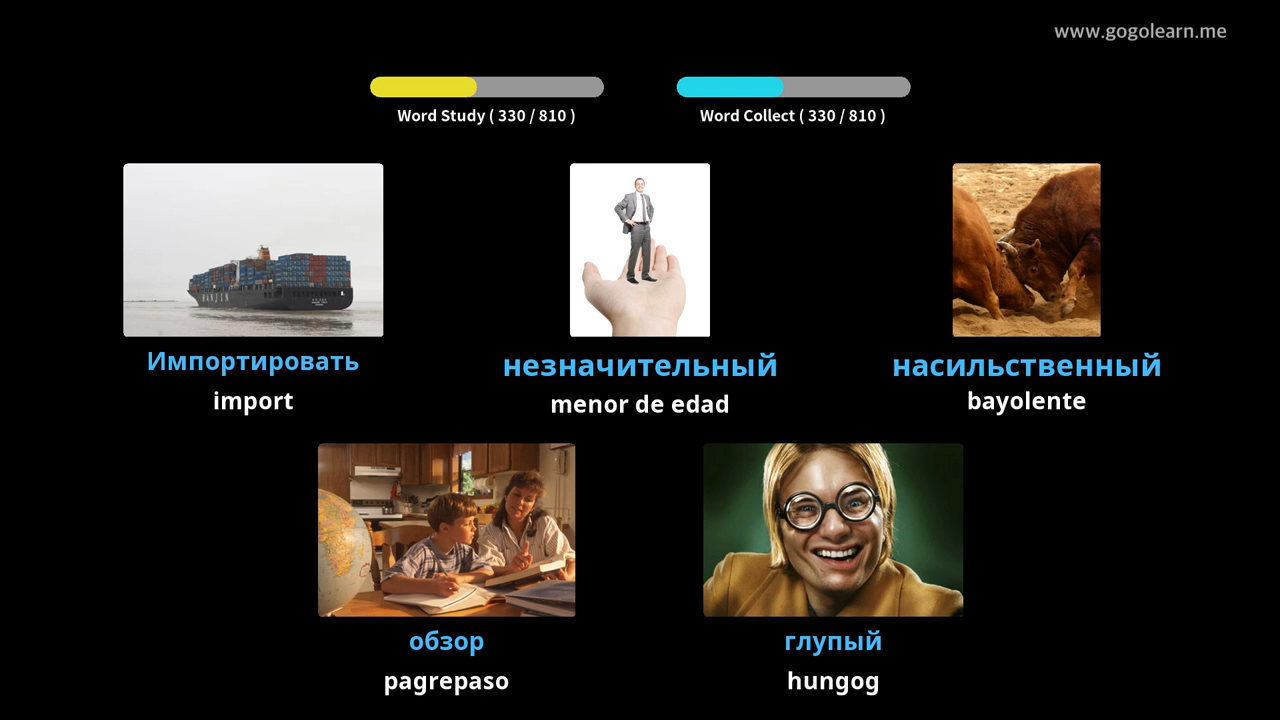 www.gogolearn.me
Word Study ( 330 / 810 )
Word Collect ( 330 / 810 )
HANJIN
Импортировать
import
незначительный
menor de edad
насильственный
bayolente
обзор
pagrepaso
глупый
hungog